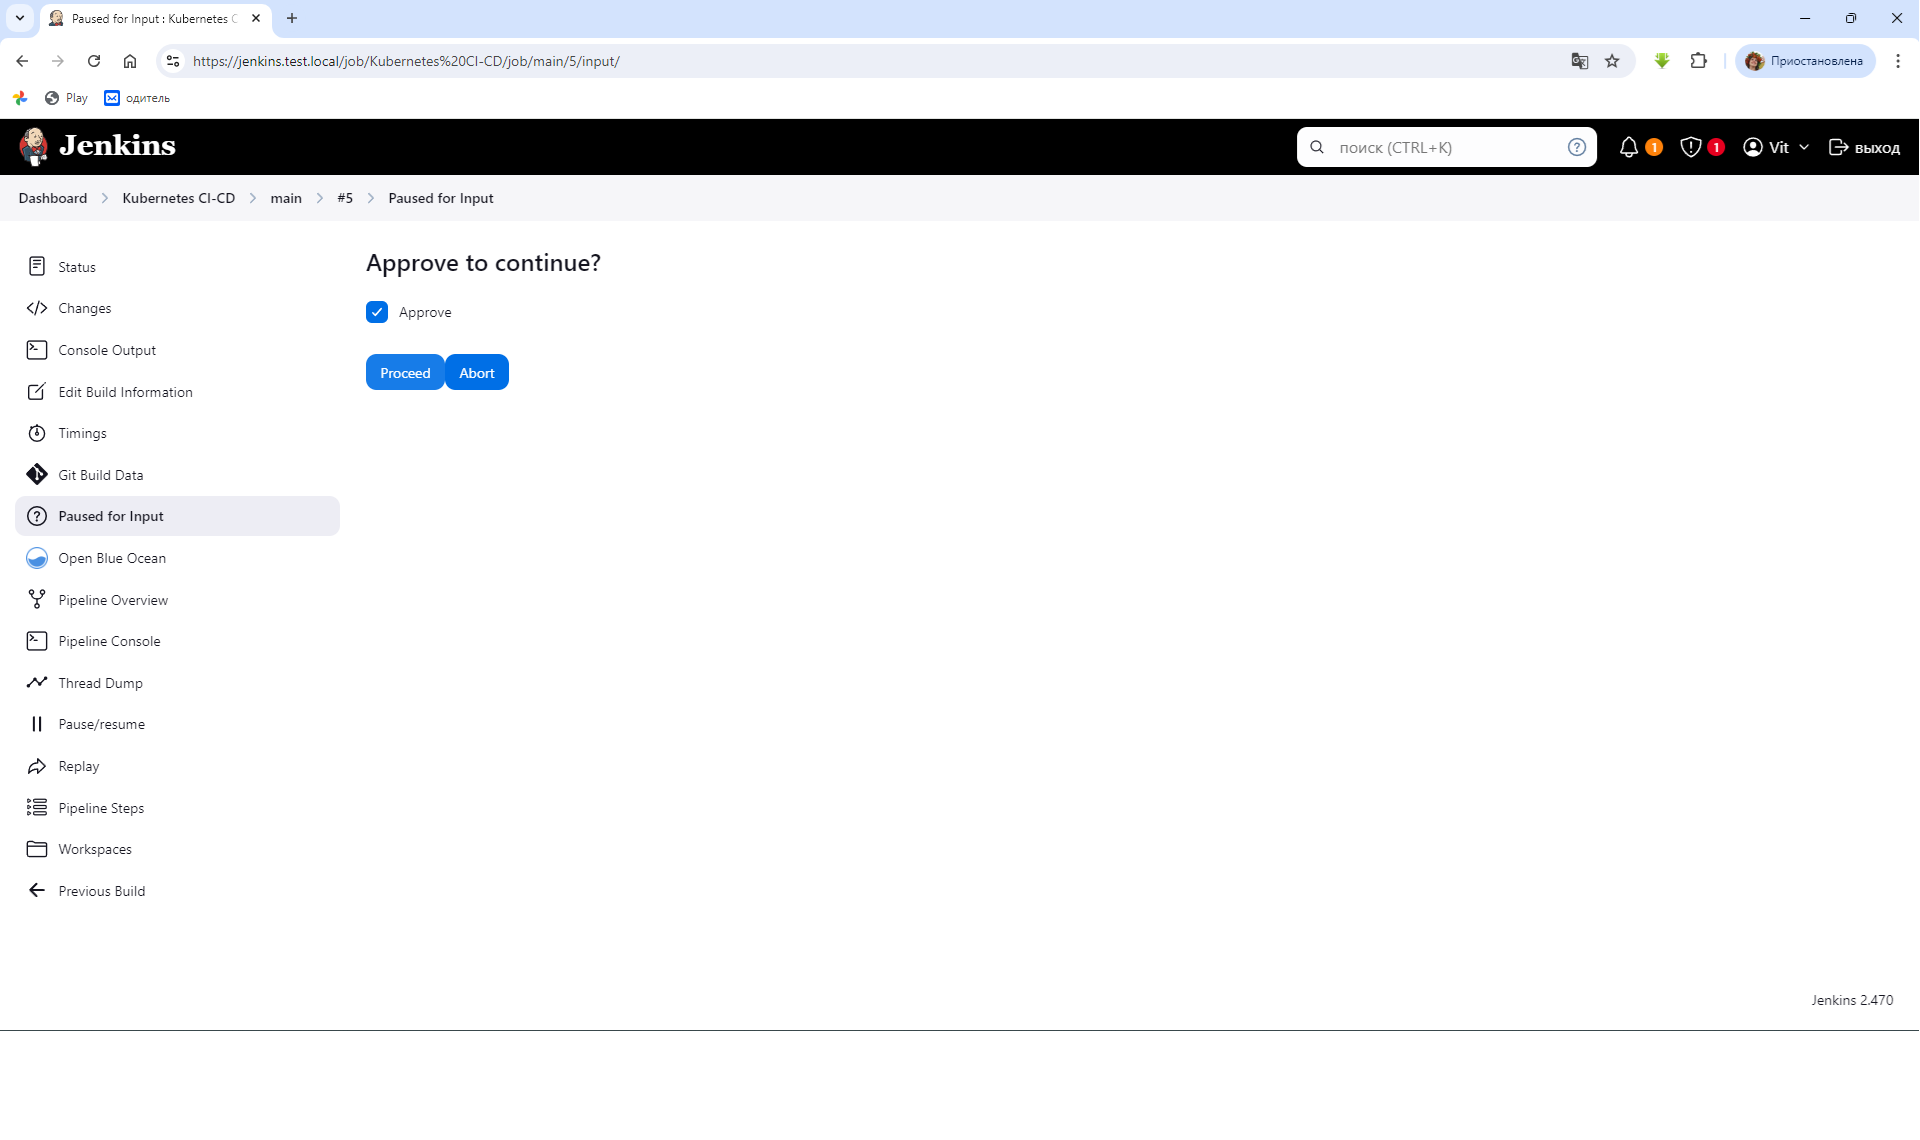 Paused for Input : Kubernetes C
https://jenkins.test.local/job/Kubernetes%20CI-CD/job/main/5/input/
Приостановлена
Play
одитель
Jenkins
поиск (CTRL+K)
1
1
Vit
выход
Dashboard
Kubernetes CI-CD
main
#5
Paused for Input
Status
Changes
Console Output
Edit Build Information
Timings
Git Build Data
Paused for Input
Open Blue Ocean
Pipeline Overview
Pipeline Console
Thread Dump
Pause/resume
Replay
Pipeline Steps
Workspaces
Previous Build
Approve to continue?
Approve
Proceed
Abort
Jenkins 2.470